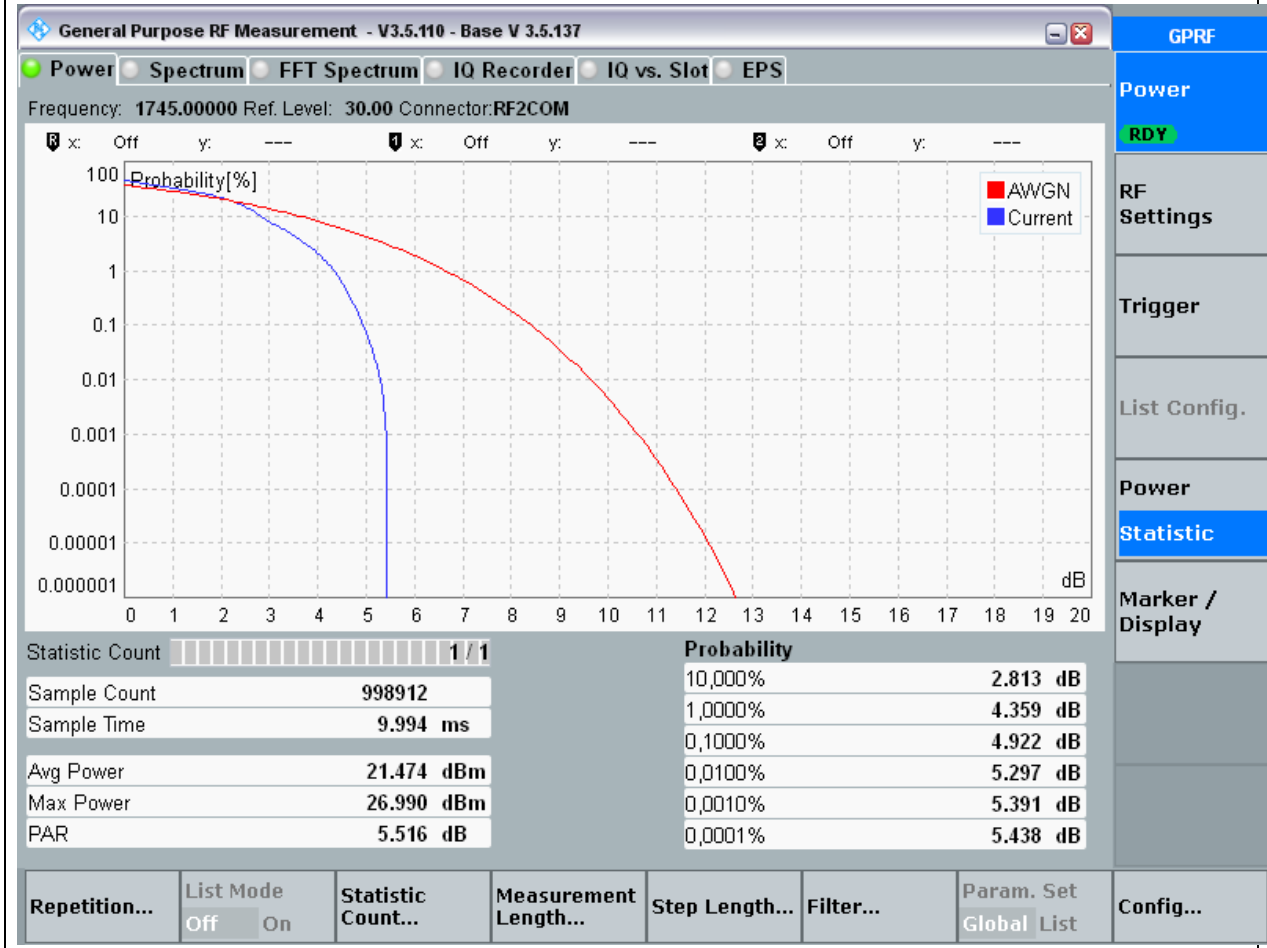 General Purpose RF Measurement - V3.5.110 - Base V 3.5.137
GPRF
Power Spectrum FFT Spectrum IQ Recorder IQ vs. Slot EPS
Frequency: 1745.00000 Ref. Level: 30.00 Connector:RF2COM
R x: Off y: --- 1 x: Off y: --- 2 x: Off y: ---
Probability[%]
100
10
1
0.1
0.01
0.001
0.0001
0.00001
0.000001
AWGN
Current
dB
0 1 2 3 4 5 6 7 8 9 10 11 12 13 14 15 16 17 18 19 20
Statistic Count 1 / 1
Sample Count 998912
Sample Time 9.994 ms
Avg Power 21.474 dBm
Max Power 26.990 dBm
PAR 5.516 dB
Probability
10,000% 2.813 dB
1,0000% 4.359 dB
0,1000% 4.922 dB
0,0100% 5.297 dB
0,0010% 5.391 dB
0,0001% 5.438 dB
Power
RDY
RF
Settings
Trigger
List Config.
Power
Statistic
Marker /
Display
Repetition...
List Mode
Off On
Statistic
Count...
Measurement
Length...
Step Length...
Filter...
Param. Set
Global List
Config...